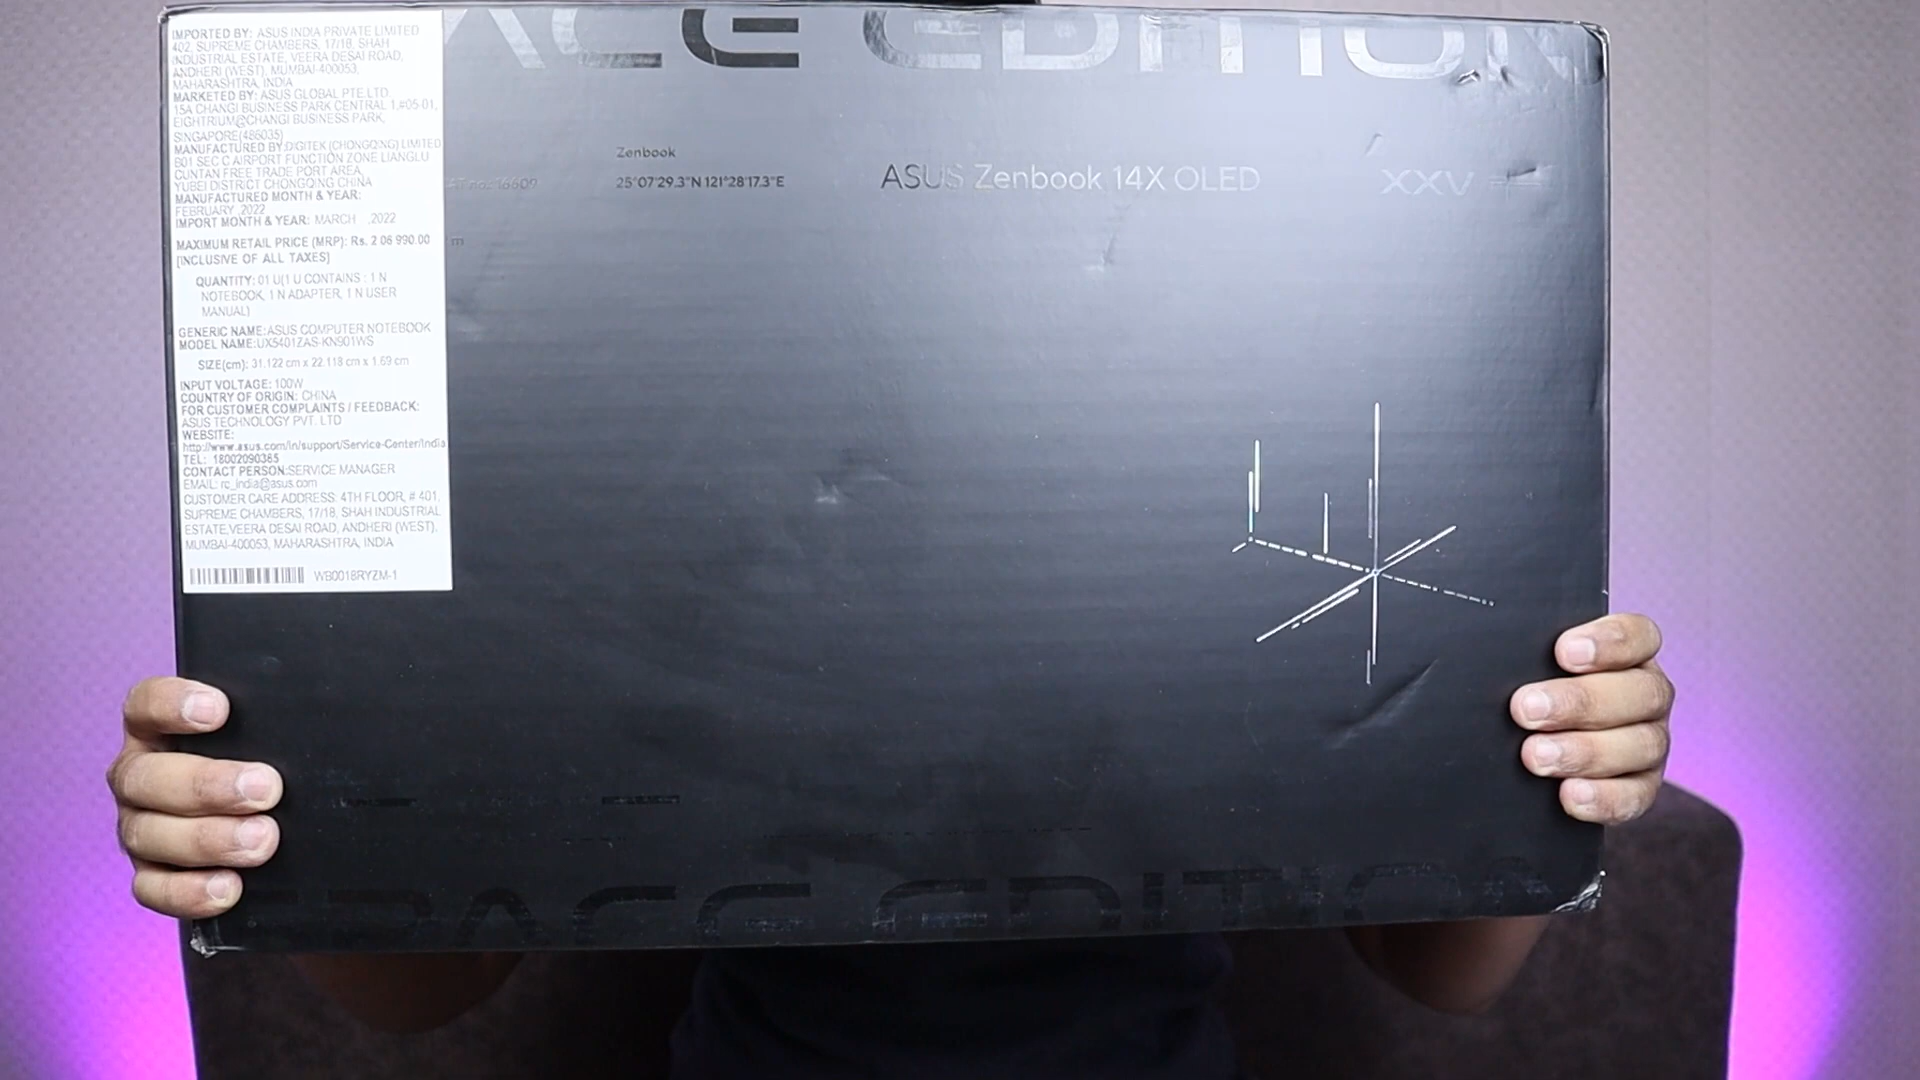 IMPORTED BY: ASUS INDIA PRIVATE LIMITED
402, SUPREME CHAMBERS, 17/18, SHAH
INDUSTRIAL ESTATE, VEERA DESAI ROAD,
ANDHERI (WEST), MUMBAI-400053,
MAHARASHTRA, INDIA
MARKETED BY: ASUS GLOBAL PTE.LTD.
15A CHANGI BUSINESS PARK CENTRAL 1,#05-01,
EIGHTRIUM@CHANGI BUSINESS PARK,
SINGAPORE(486035)
MANUFACTURED BY:DIGITEK (CHONGQING) LIMITED
B01 SEC C AIRPORT FUNCTION ZONE LIANGLU
CUNTAN FREE TRADE PORT AREA,
YUBEI DISTRICT CHONGQING CHINA
MANUFACTURED MONTH & YEAR:
FEBRUARY ,2022
IMPORT MONTH & YEAR: MARCH ,2022
MAXIMUM RETAIL PRICE (MRP): Rs. 2 06 990.00
[INCLUSIVE OF ALL TAXES]
QUANTITY: 01 U(1 U CONTAINS : 1 N
NOTEBOOK, 1 N ADAPTER, 1 N USER
MANUAL)
GENERIC NAME:ASUS COMPUTER NOTEBOOK
MODEL NAME:UX5401ZAS-KN901WS
SIZE(cm): 31.122 cm x 22.118 cm x 1.69 cm
INPUT VOLTAGE: 100W
COUNTRY OF ORIGIN: CHINA
FOR CUSTOMER COMPLAINTS / FEEDBACK:
ASUS TECHNOLOGY PVT. LTD
WEBSITE:
http://www.asus.com/in/support/Service-Center/India
TEL: 18002090365
CONTACT PERSON:SERVICE MANAGER
EMAIL: rc_india@asus.com
CUSTOMER CARE ADDRESS: 4TH FLOOR, # 401,
SUPREME CHAMBERS, 17/18, SHAH INDUSTRIAL
ESTATE,VEERA DESAI ROAD, ANDHERI (WEST),
MUMBAI-400053, MAHARASHTRA, INDIA
WB0018RYZM-1
ACE EDITION
no.: 16609
Zenbook
25°07'29.3"N 121°28'17.3"E
ASUS Zenbook 14X OLED
XXV
m
SPACE EDITION